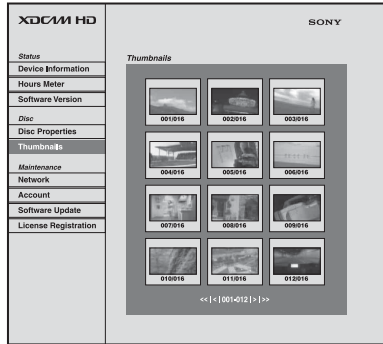 XDCAM HD
SONY
Status
Device Information
Hours Meter
Software Version
Disc
Disc Properties
Thumbnails
Maintenance
Network
Account
Software Update
License Registration
Thumbnails
001/016
002/016
003/016
004/016
005/016
006/016
007/016
008/016
009/016
010/016
011/016
012/016
<< | < | 001-012 | > | >>